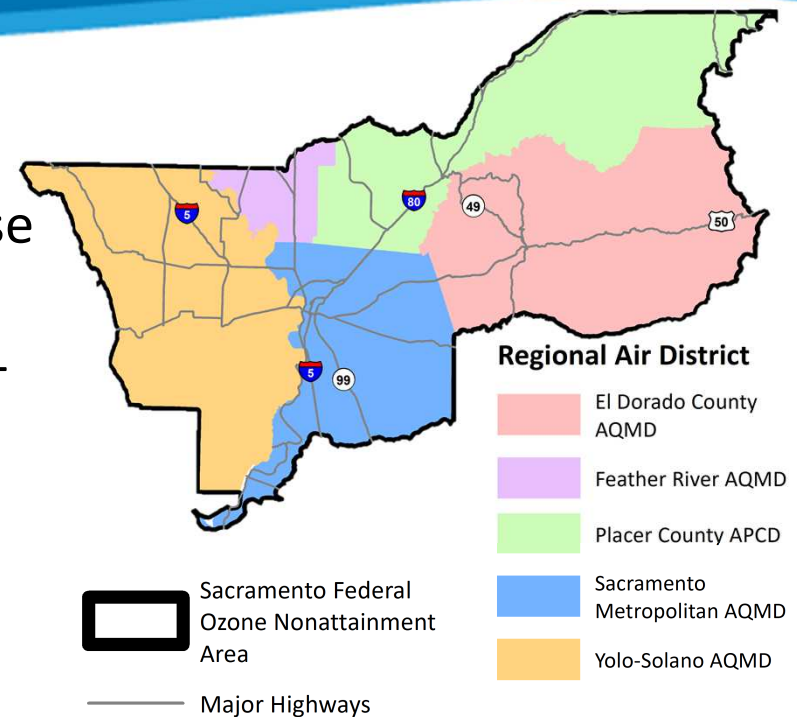 se
5
80
49
50
5
99
Regional Air District
El Dorado County
AQMD
Feather River AQMD
Placer County APCD
Sacramento
Metropolitan AQMD
Yolo-Solano AQMD
Sacramento Federal
Ozone Nonattainment
Area
Major Highways